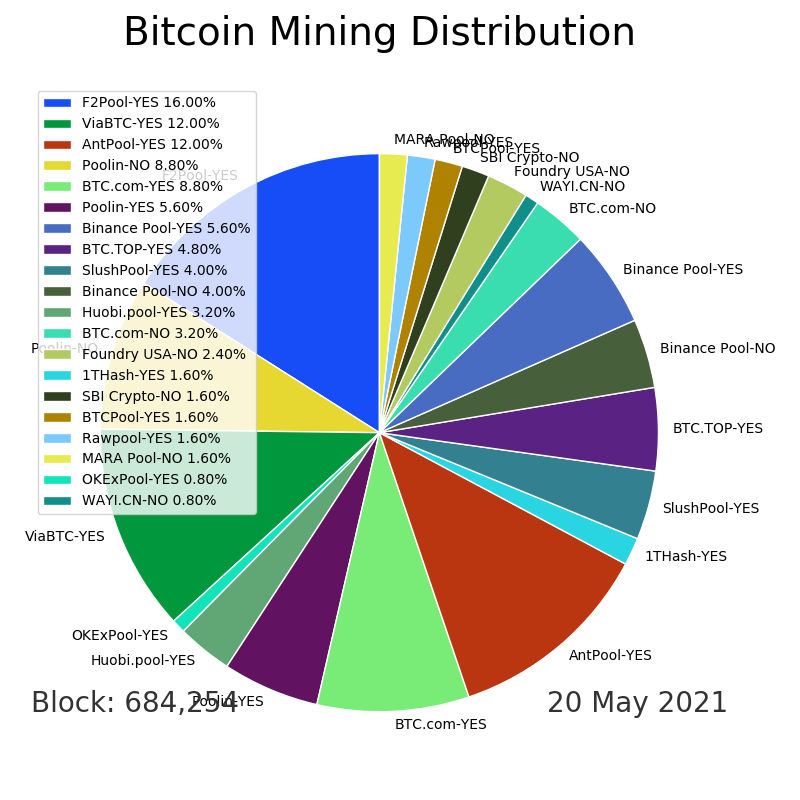 Bitcoin Mining Distribution
F2Pool-YES 16.00%
ViaBTC-YES 12.00%
AntPool-YES 12.00%
Poolin-NO 8.80%
BTC.com-YES 8.80%
Poolin-YES 5.60%
Binance Pool-YES 5.60%
BTC.TOP-YES 4.80%
SlushPool-YES 4.00%
Binance Pool-NO 4.00%
Huobi.pool-YES 3.20%
BTC.com-NO 3.20%
Foundry USA-NO 2.40%
1THash-YES 1.60%
SBI Crypto-NO 1.60%
BTCPool-YES 1.60%
Rawpool-YES 1.60%
MARA Pool-NO 1.60%
OKExPool-YES 0.80%
WAYI.CN-NO 0.80%
MARA Pool-NO
Rawpool-YES
BTCPool-YES
SBI Crypto-NO
Foundry USA-NO
WAYI.CN-NO
BTC.com-NO
Binance Pool-YES
Binance Pool-NO
BTC.TOP-YES
SlushPool-YES
1THash-YES
AntPool-YES
BTC.com-YES
Poolin-YES
Huobi.pool-YES
OKExPool-YES
ViaBTC-YES
Poolin-NO
F2Pool-YES
Block: 684,254
20 May 2021